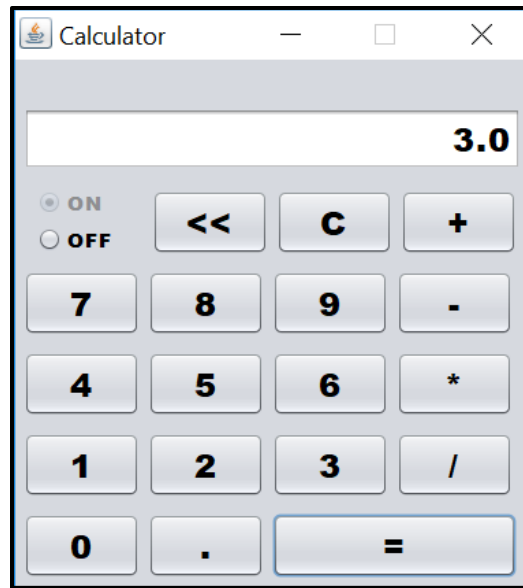 Calculator
3.0
ON
OFF
<< C +
7 8 9 -
4 5 6 *
1 2 3 /
0 . =